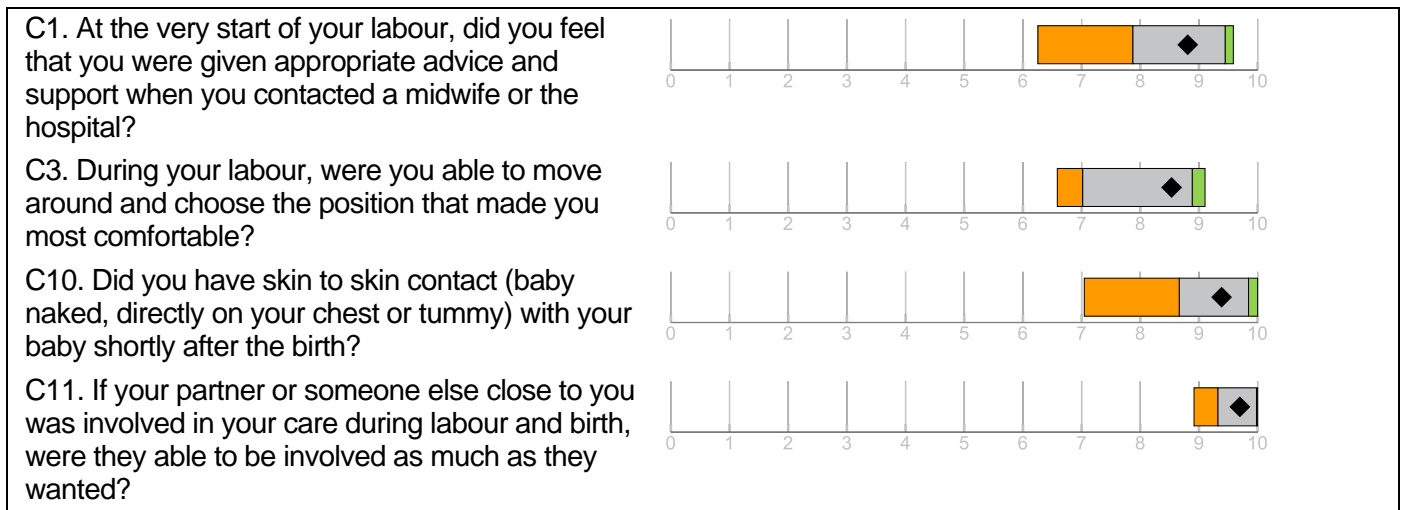 C1. At the very start of your labour, did you feel
that you were given appropriate advice and
support when you contacted a midwife or the
hospital?
0 1 2 3 4 5 6 7 8 9 10
C3. During your labour, were you able to move
around and choose the position that made you
most comfortable?
0 1 2 3 4 5 6 7 8 9 10
C10. Did you have skin to skin contact (baby
naked, directly on your chest or tummy) with your
baby shortly after the birth?
0 1 2 3 4 5 6 7 8 9 10
C11. If your partner or someone else close to you
was involved in your care during labour and birth,
were they able to be involved as much as they
wanted?
0 1 2 3 4 5 6 7 8 9 10